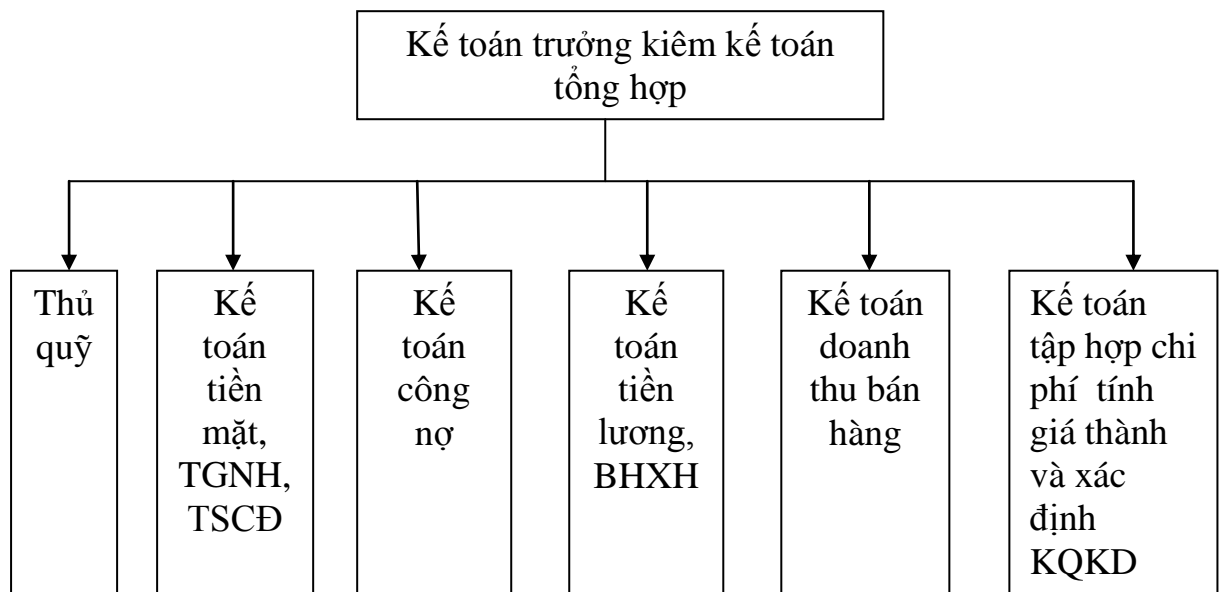 Kế toán trưởng kiêm kế toán
tổng hợp
Thủ
quỹ
Kế
toán
tiền
mặt,
TGNH,
TSCĐ
Kế
toán
công
nợ
Kế
toán
tiền
lương,
BHXH
Kế toán
doanh
thu bán
hàng
Kế toán
tập hợp chi
phí tính
giá thành
và xác
định
KQKD